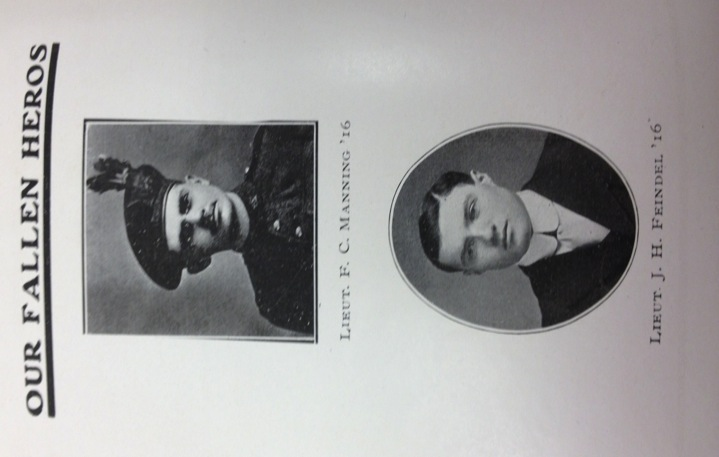 OUR FALLEN HEROS
LIEUT. F. C. MANNING '16
LIEUT. J. H. FEINDEL '16